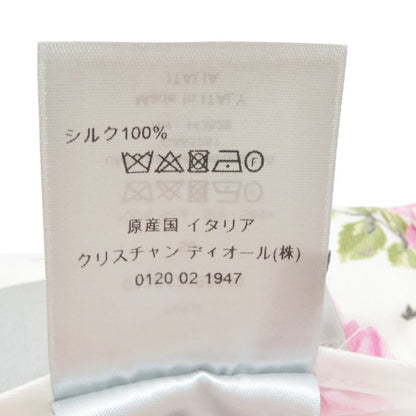 シルク100%
原産国 イタリア
クリスチャン ディオール(株)
0120 02 1947